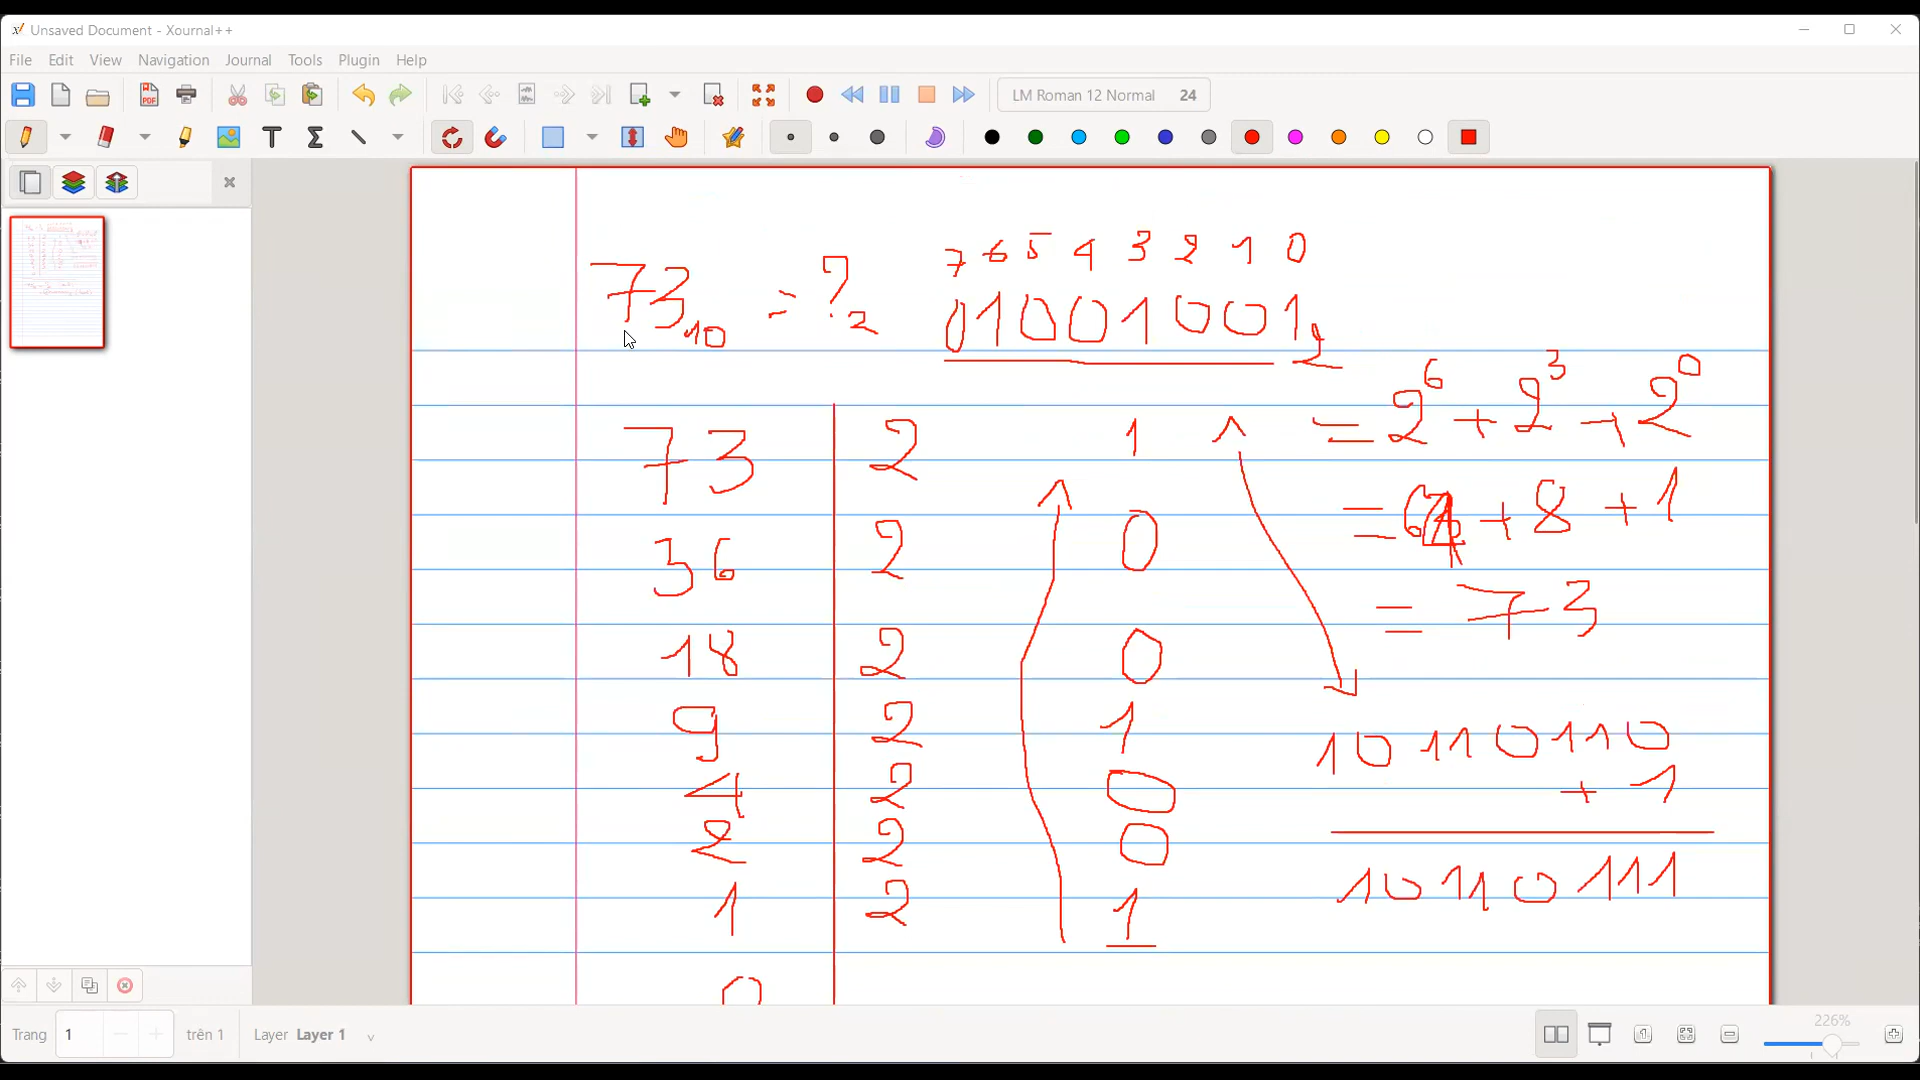 Unsaved Document - Xournal++
File Edit View Navigation Journal Tools Plugin Help
LM Roman 12 Normal 24
7 6 5 4 3 2 1 0
73₁₀ = ?₂ 01001001₂
= 2⁶ + 2³ + 2⁰
73 2 1
= 64 + 8 + 1
36 2 0
= 73
18 2 0
9 2 1
10110110
+ 1
4 2 0
2 2 0
10110111
1 2 1
0
Trang 1 trên 1 Layer Layer 1
226%